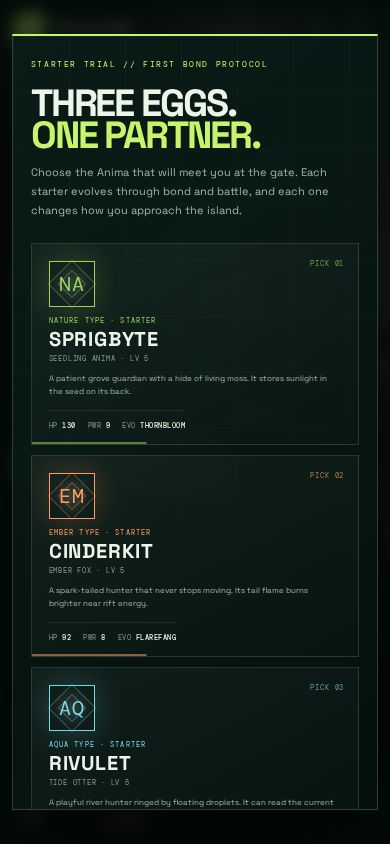 STARTER TRIAL // FIRST BOND PROTOCOL
THREE EGGS.
ONE PARTNER.
Choose the Anima that will meet you at the gate. Each
starter evolves through bond and battle, and each one
changes how you approach the island.
PICK 01
NA
NATURE TYPE · STARTER
SPRIGBYTE
SEEDLING ANIMA · LV 5
A patient grove guardian with a hide of living moss. It stores sunlight in
the seed on its back.
HP 130 PWR 9 EVO THORNBLOOM
PICK 02
EM
EMBER TYPE · STARTER
CINDERKIT
EMBER FOX · LV 5
A spark-tailed hunter that never stops moving. Its tail flame burns
brighter near rift energy.
HP 92 PWR 8 EVO FLAREFANG
PICK 03
AQ
AQUA TYPE · STARTER
RIVULET
TIDE OTTER · LV 5
A playful river hunter ringed by floating droplets. It can read the current